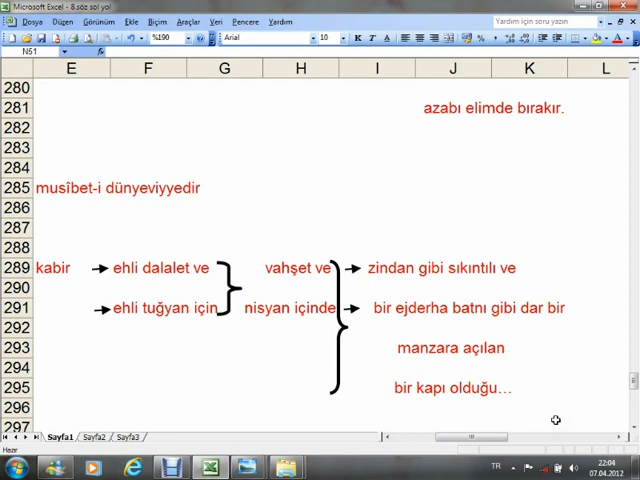 Microsoft Excel - 8.söz sol yol
Dosya Düzen Görünüm Ekle Biçim Araçlar Veri Pencere Yardım Yardım için soru yazın
%190 Arial 10 K T A
N51 fx
E F G H I J K L
280
281 azabı elimde bırakır.
282
283
284
285 musîbet-i dünyeviyyedir
286
287
288
289 kabir ehli dalalet ve vahşet ve zindan gibi sıkıntılı ve
290
291 ehli tuğyan için nisyan içinde bir ejderha batnı gibi dar bir
292
293 manzara açılan
294
295 bir kapı olduğu…
296
297
Sayfa1 Sayfa2 Sayfa3
Hazır
TR 22:04
07.04.2012